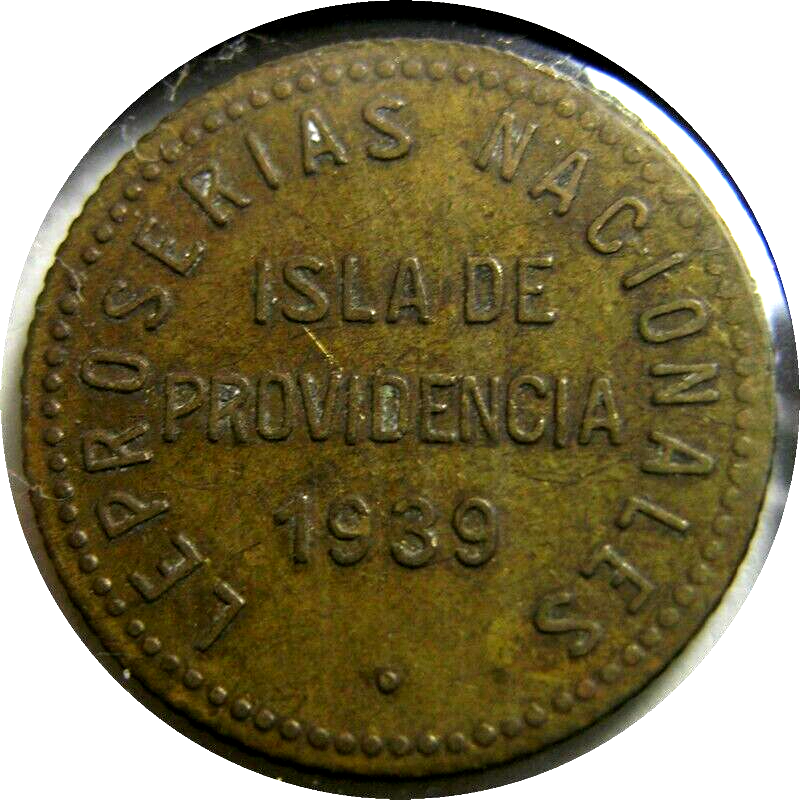 LEPROSERIAS NACIONALES
ISLA DE
PROVIDENCIA
1939